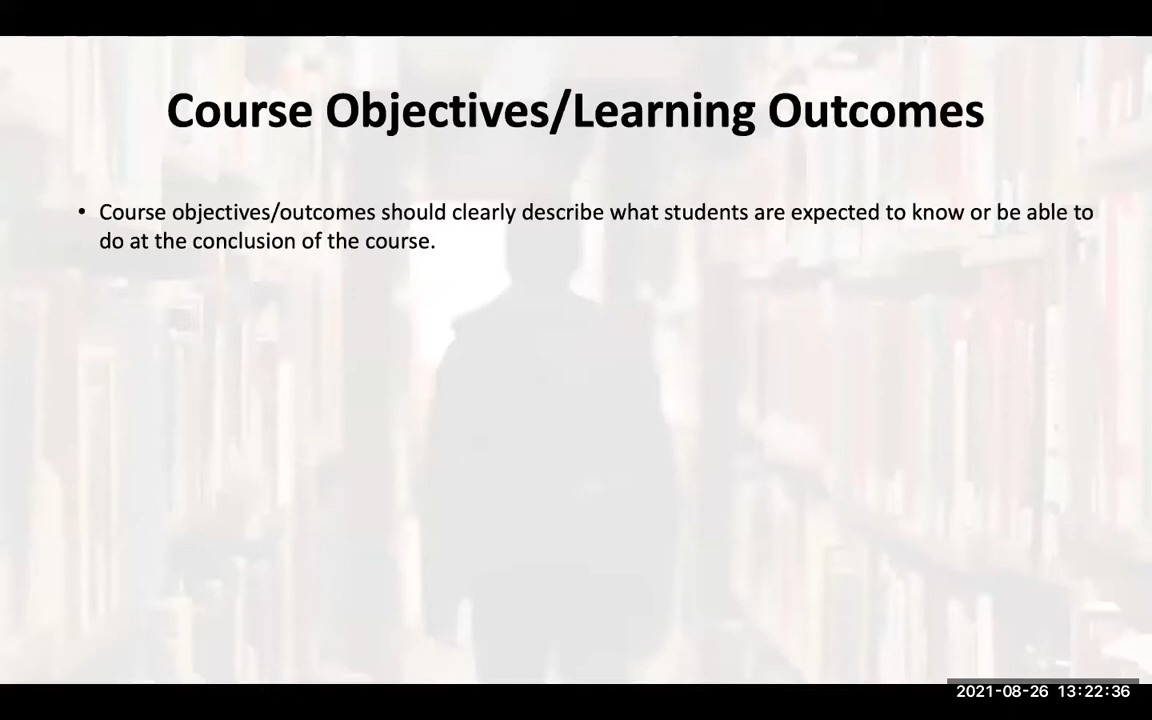 Course Objectives/Learning Outcomes
• Course objectives/outcomes should clearly describe what students are expected to know or be able to
do at the conclusion of the course.
2021-08-26 13:22:36